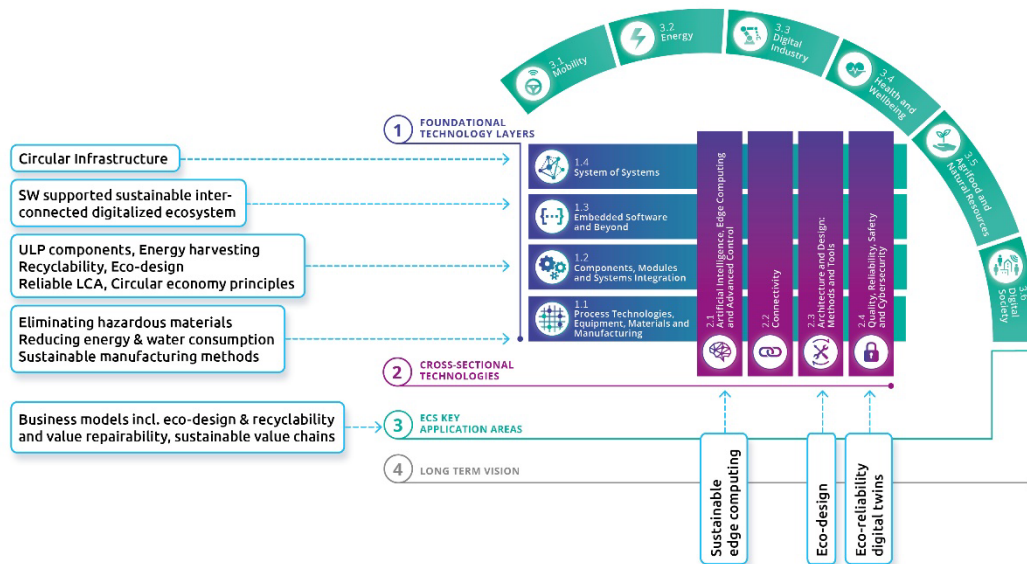 3.1
Mobility
3.2
Energy
3.3
Digital
Industry
3.4
Health and
Wellbeing
3.5
Agrifood and
Natural Resources
3.6
Digital
Society
1
FOUNDATIONAL
TECHNOLOGY LAYERS
Circular Infrastructure
SW supported sustainable inter-
connected digitalized ecosystem
ULP components, Energy harvesting
Recyclability, Eco-design
Reliable LCA, Circular economy principles
Eliminating hazardous materials
Reducing energy & water consumption
Sustainable manufacturing methods
1.4
System of Systems
1.3
Embedded Software
and Beyond
1.2
Components, Modules
and Systems Integration
1.1
Process Technologies,
Equipment, Materials and
Manufacturing
2.1
Artificial Intelligence, Edge Computing
and Advanced Control
2.2
Connectivity
2.3
Architecture and Design:
Methods and Tools
2.4
Quality, Reliability, Safety
and Cybersecurity
2
CROSS-SECTIONAL
TECHNOLOGIES
Business models incl. eco-design & recyclability
and value repairability, sustainable value chains
3
ECS KEY
APPLICATION AREAS
4
LONG TERM VISION
Sustainable
edge computing
Eco-design
Eco-reliability
digital twins